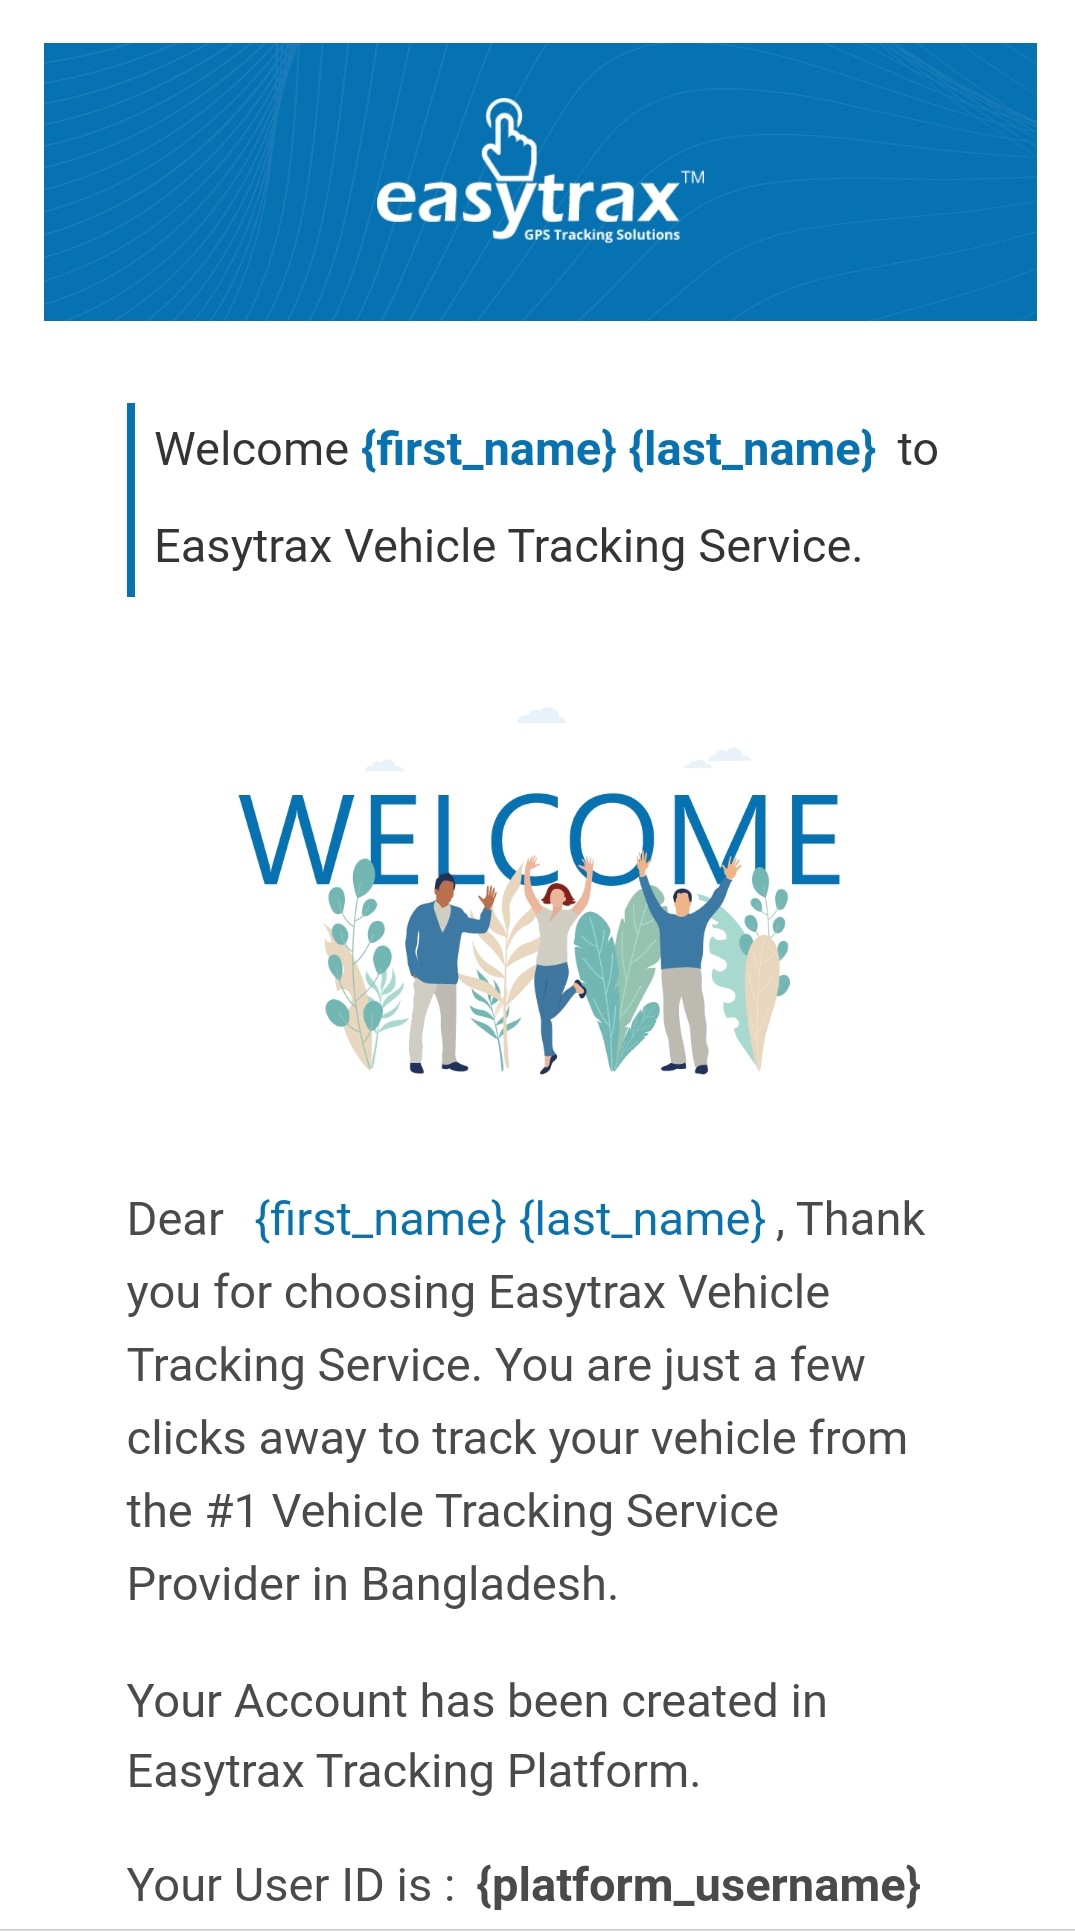 easytrax™
GPS Tracking Solutions
Welcome {first_name} {last_name} to
Easytrax Vehicle Tracking Service.
WELCOME
Dear {first_name} {last_name} , Thank
you for choosing Easytrax Vehicle
Tracking Service. You are just a few
clicks away to track your vehicle from
the #1 Vehicle Tracking Service
Provider in Bangladesh.
Your Account has been created in
Easytrax Tracking Platform.
Your User ID is : {platform_username}